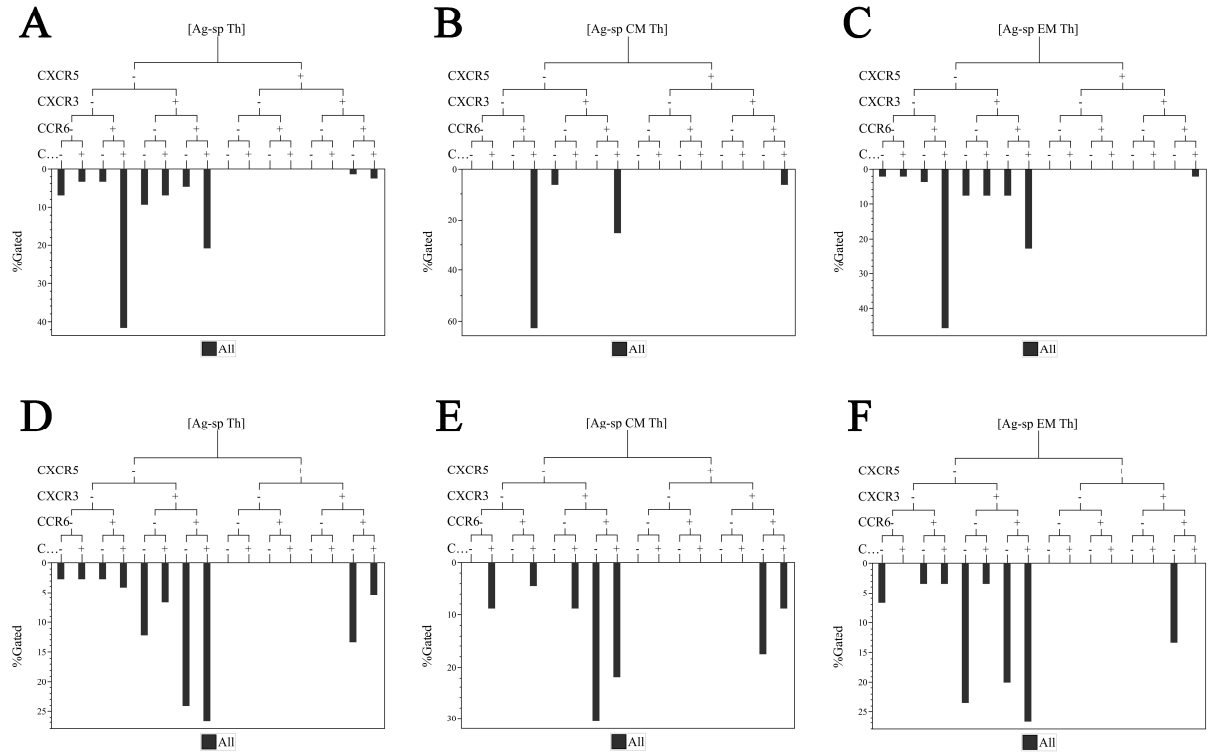 A
[Ag-sp Th]
CXCR5 - +
CXCR3 - + - +
CCR6 - + - + - + - +
C… - + - + - + - + - + - + - + - +
0
10
20
30
40
%Gated
All
B
[Ag-sp CM Th]
CXCR5 - +
CXCR3 - + - +
CCR6 - + - + - + - +
C… - + - + - + - + - + - + - + - +
0
20
40
60
%Gated
All
C
[Ag-sp EM Th]
CXCR5 - +
CXCR3 - + - +
CCR6 - + - + - + - +
C… - + - + - + - + - + - + - + - +
0
10
20
30
40
%Gated
All
D
[Ag-sp Th]
CXCR5 -
CXCR3 - + - +
CCR6 - + - + - + - +
C… - + - + - + - + - + - + - + - +
0
5
10
15
20
25
%Gated
All
E
[Ag-sp CM Th]
CXCR5 - +
CXCR3 - + - +
CCR6 - + - + - + - +
C… - + - + - + - + - + - + - + - +
0
10
20
30
%Gated
All
F
[Ag-sp EM Th]
CXCR5 -
CXCR3 - + - +
CCR6 - + - + - + - +
C… - + - + - + - + - + - + - + - +
0
5
10
15
20
25
%Gated
All